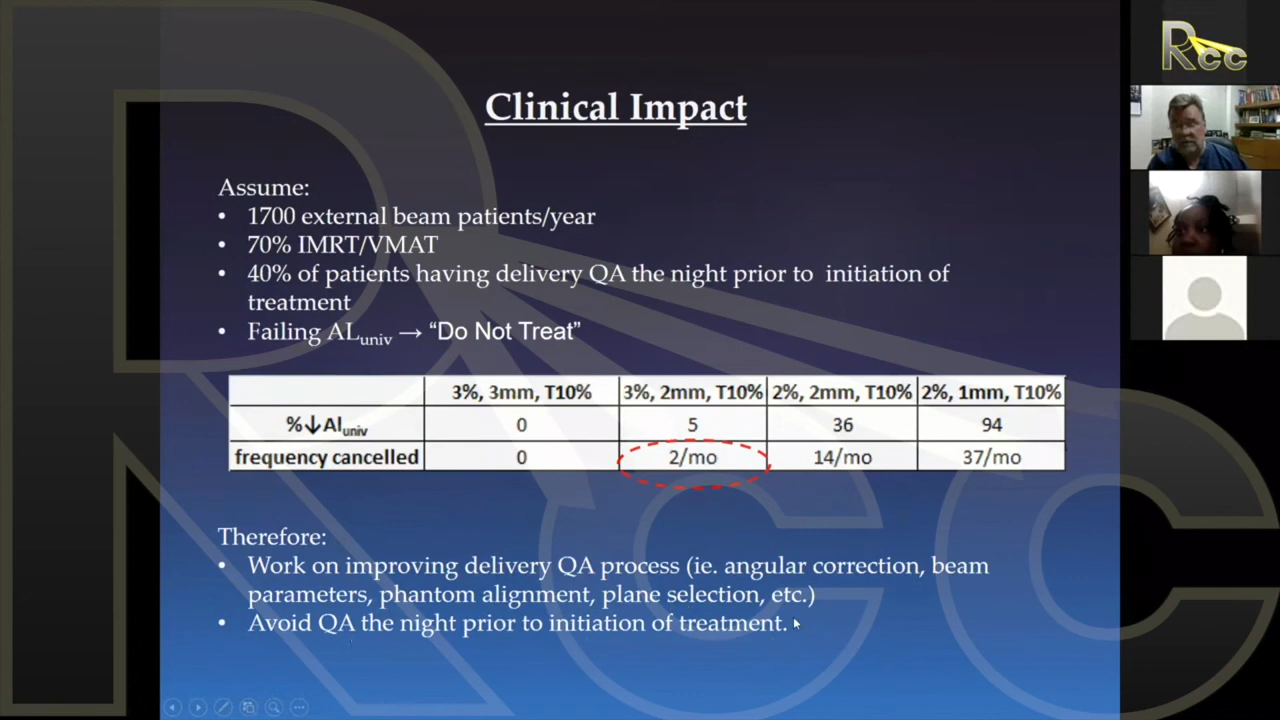 Clinical Impact
Assume:
• 1700 external beam patients/year
• 70% IMRT/VMAT
• 40% of patients having delivery QA the night prior to initiation of
treatment
• Failing ALuniv → “Do Not Treat”
3%, 3mm, T10% 3%, 2mm, T10% 2%, 2mm, T10% 2%, 1mm, T10%
%↓Aluniv 0 5 36 94
frequency cancelled 0 2/mo 14/mo 37/mo
Therefore:
• Work on improving delivery QA process (ie. angular correction, beam
parameters, phantom alignment, plane selection, etc.)
• Avoid QA the night prior to initiation of treatment.
Rcc
Rcc